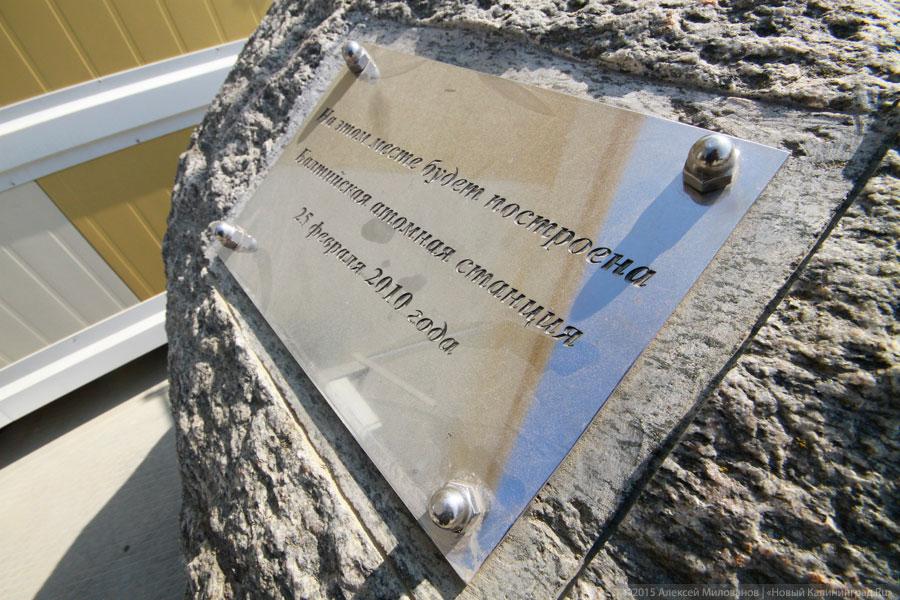 На этом месте будет построена
Балтийская атомная станция
25 февраля 2010 года
©2015 Алексей Милованов | «Новый Калининград.Ru»